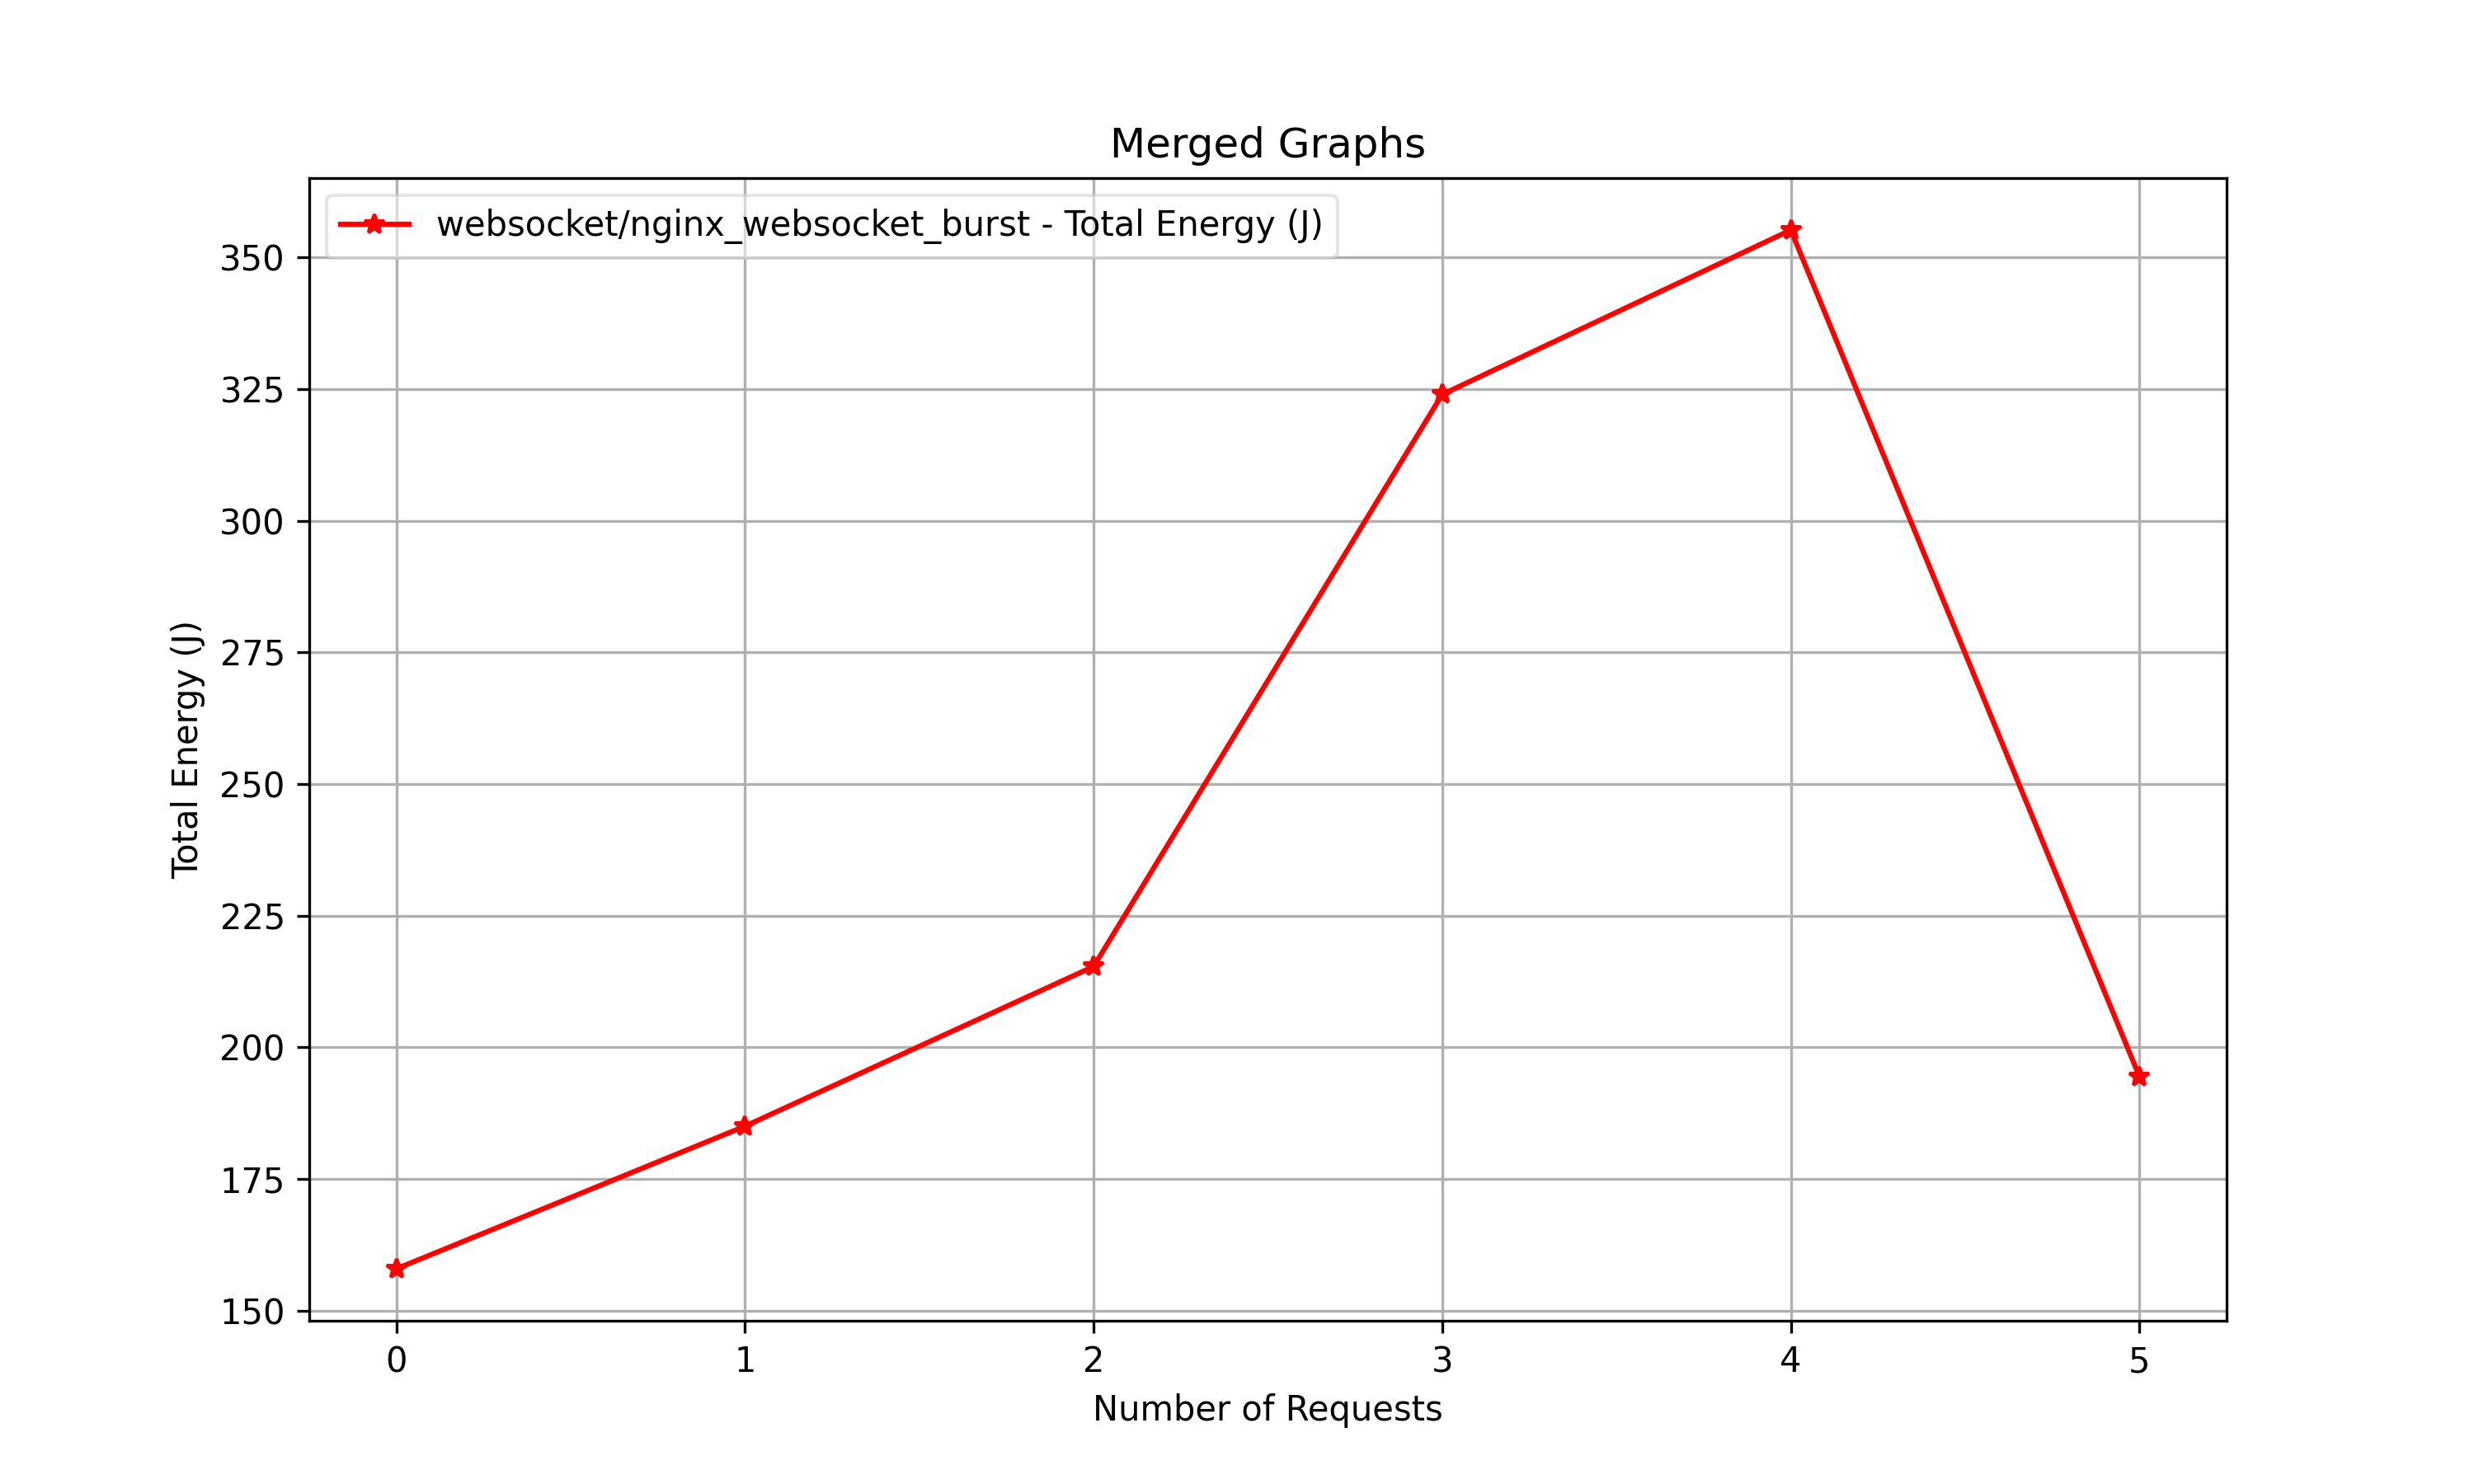 Merged Graphs
websocket/nginx_websocket_burst - Total Energy (J)
350
325
300
275
250
225
200
175
150
Total Energy (J)
0 1 2 3 4 5
Number of Requests